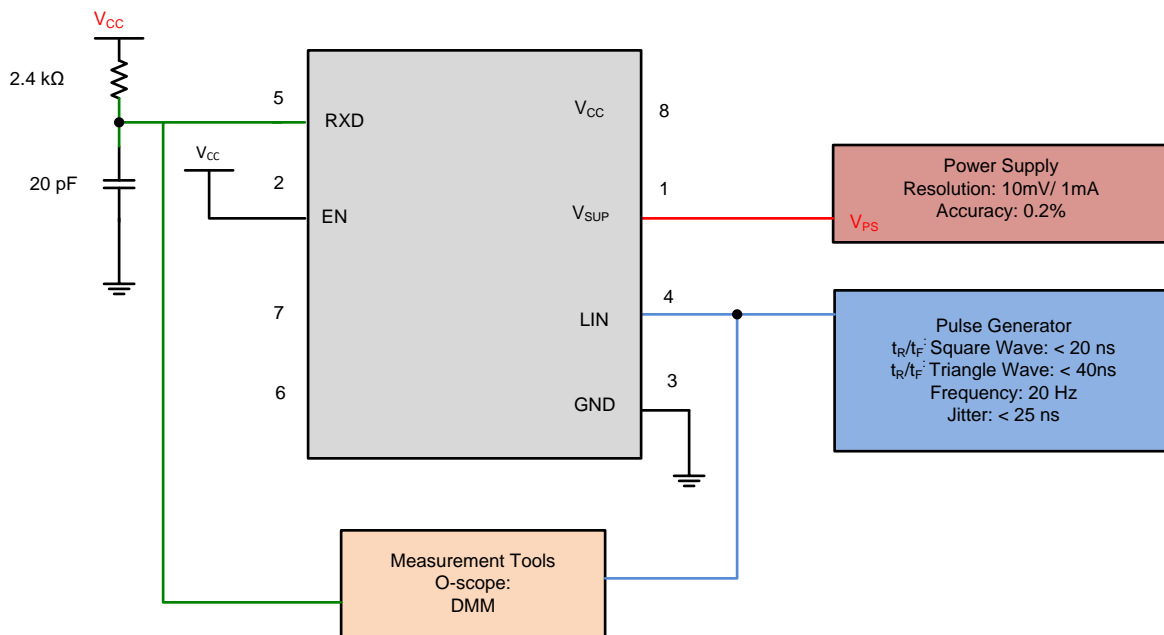 VCC
2.4 kΩ
20 pF
VCC
5
2
7
6
RXD
EN
VCC
VSUP
LIN
GND
8
1
4
3
Power Supply
Resolution: 10mV/ 1mA
Accuracy: 0.2%
VPS
Pulse Generator
tR/tF: Square Wave: < 20 ns
tR/tF: Triangle Wave: < 40ns
Frequency: 20 Hz
Jitter: < 25 ns
Measurement Tools
O-scope:
DMM